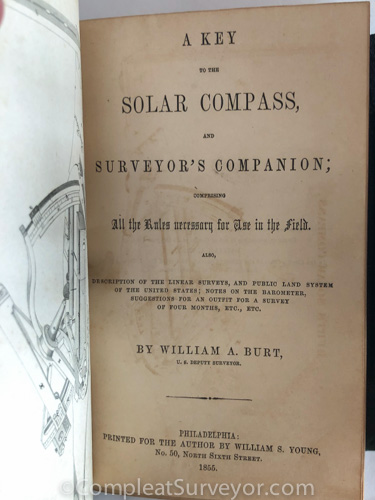 A KEY
TO THE
SOLAR COMPASS,
AND
SURVEYOR'S COMPANION;
COMPRISING
All the Rules necessary for Use in the Field.
ALSO,
DESCRIPTION OF THE LINEAR SURVEYS, AND PUBLIC LAND SYSTEM
OF THE UNITED STATES; NOTES ON THE BAROMETER,
SUGGESTIONS FOR AN OUTFIT FOR A SURVEY
OF FOUR MONTHS, ETC., ETC.
BY WILLIAM A. BURT,
U. S. DEPUTY SURVEYOR.
PHILADELPHIA:
PRINTED FOR THE AUTHOR BY WILLIAM S. YOUNG,
No. 50, NORTH SIXTH STREET.
1855.
©CompleatSurveyor.com